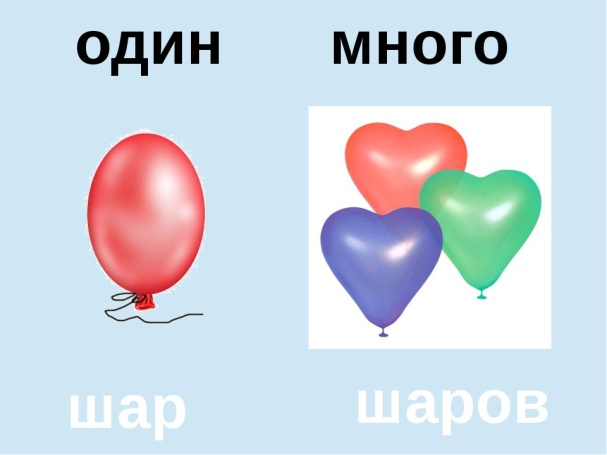 один много
шар шаров